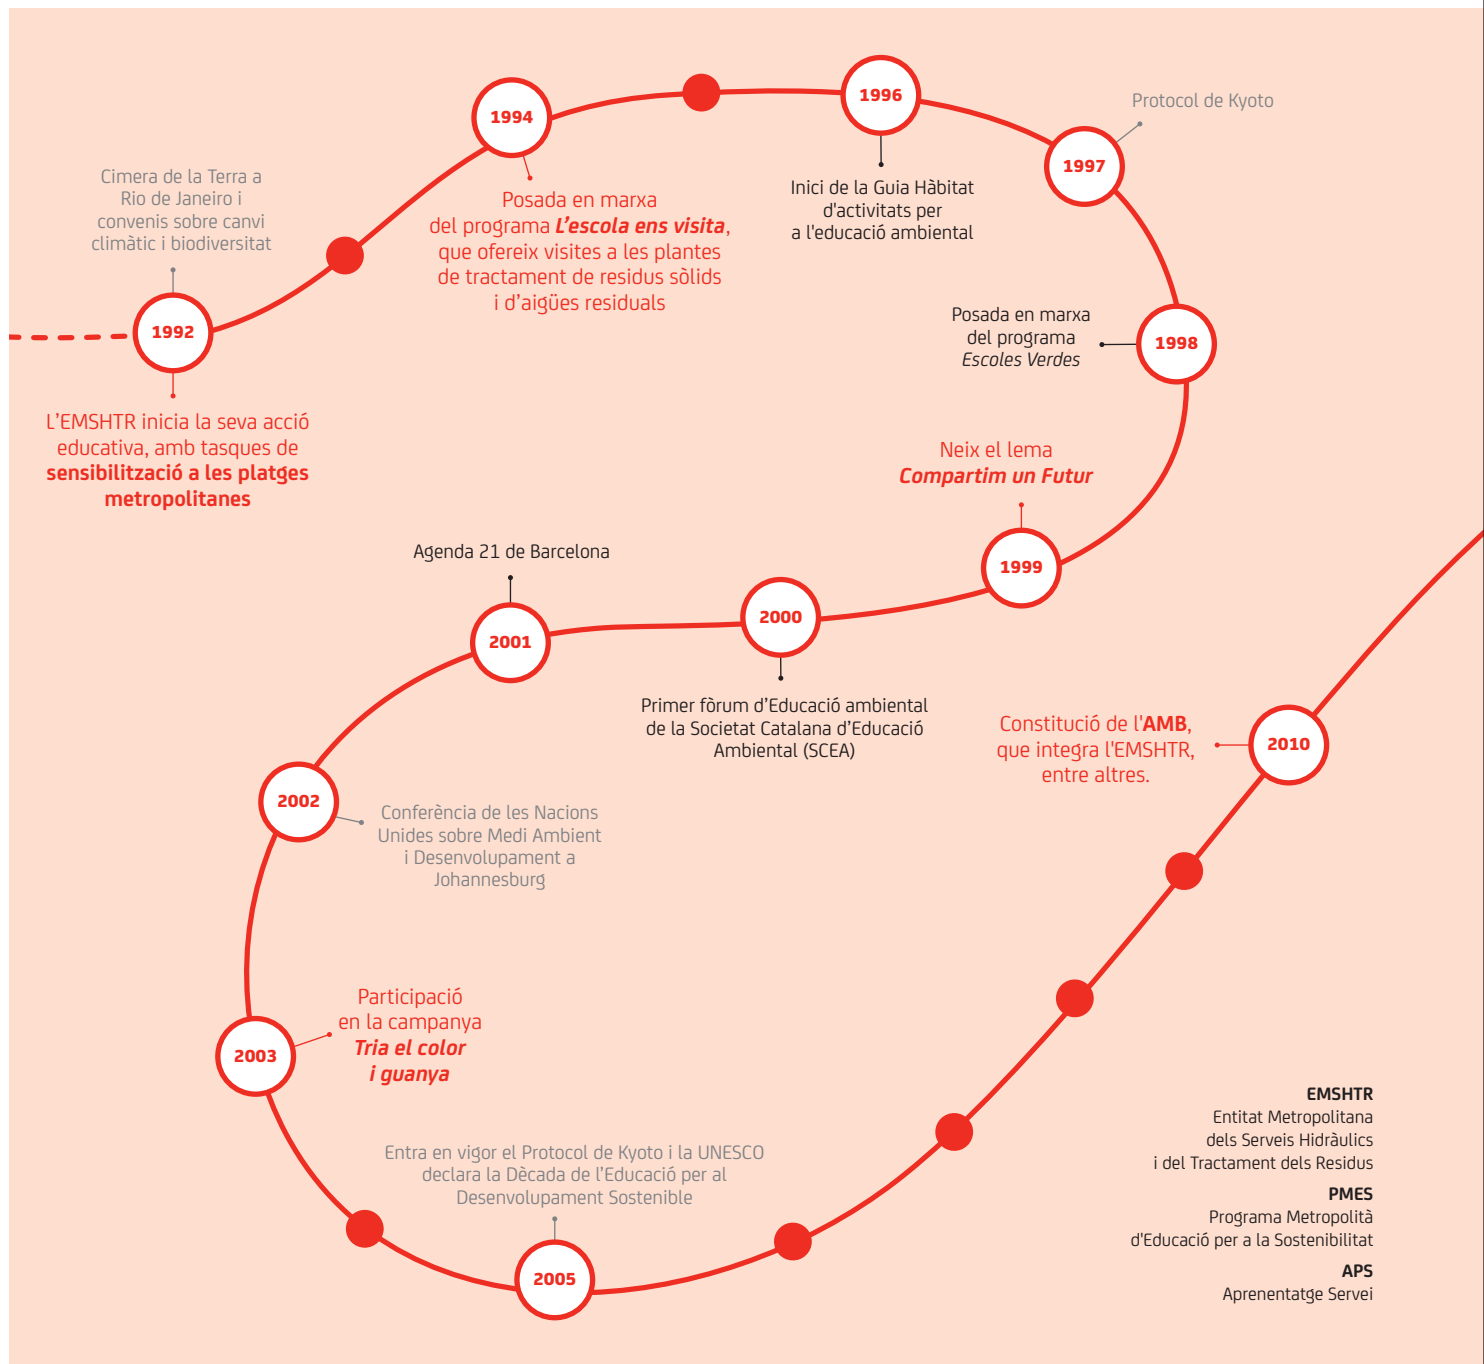 Cimera de la Terra a
Rio de Janeiro i
convenis sobre canvi
climàtic i biodiversitat
1992
L’EMSHTR inicia la seva acció
educativa, amb tasques de
sensibilització a les platges
metropolitanes
1994
Posada en marxa
del programa L’escola ens visita,
que ofereix visites a les plantes
de tractament de residus sòlids
i d’aigües residuals
1996
Inici de la Guia Hàbitat
d'activitats per
a l'educació ambiental
Protocol de Kyoto
1997
Posada en marxa
del programa
Escoles Verdes
1998
Neix el lema
Compartim un Futur
1999
2000
Primer fòrum d’Educació ambiental
de la Societat Catalana d’Educació
Ambiental (SCEA)
Agenda 21 de Barcelona
2001
2002
Conferència de les Nacions
Unides sobre Medi Ambient
i Desenvolupament a
Johannesburg
2003
Participació
en la campanya
Tria el color
i guanya
Entra en vigor el Protocol de Kyoto i la UNESCO
declara la Dècada de l’Educació per al
Desenvolupament Sostenible
2005
Constitució de l'AMB,
que integra l'EMSHTR,
entre altres.
2010
EMSHTR
Entitat Metropolitana
dels Serveis Hidràulics
i del Tractament dels Residus
PMES
Programa Metropolità
d'Educació per a la Sostenibilitat
APS
Aprenentatge Servei